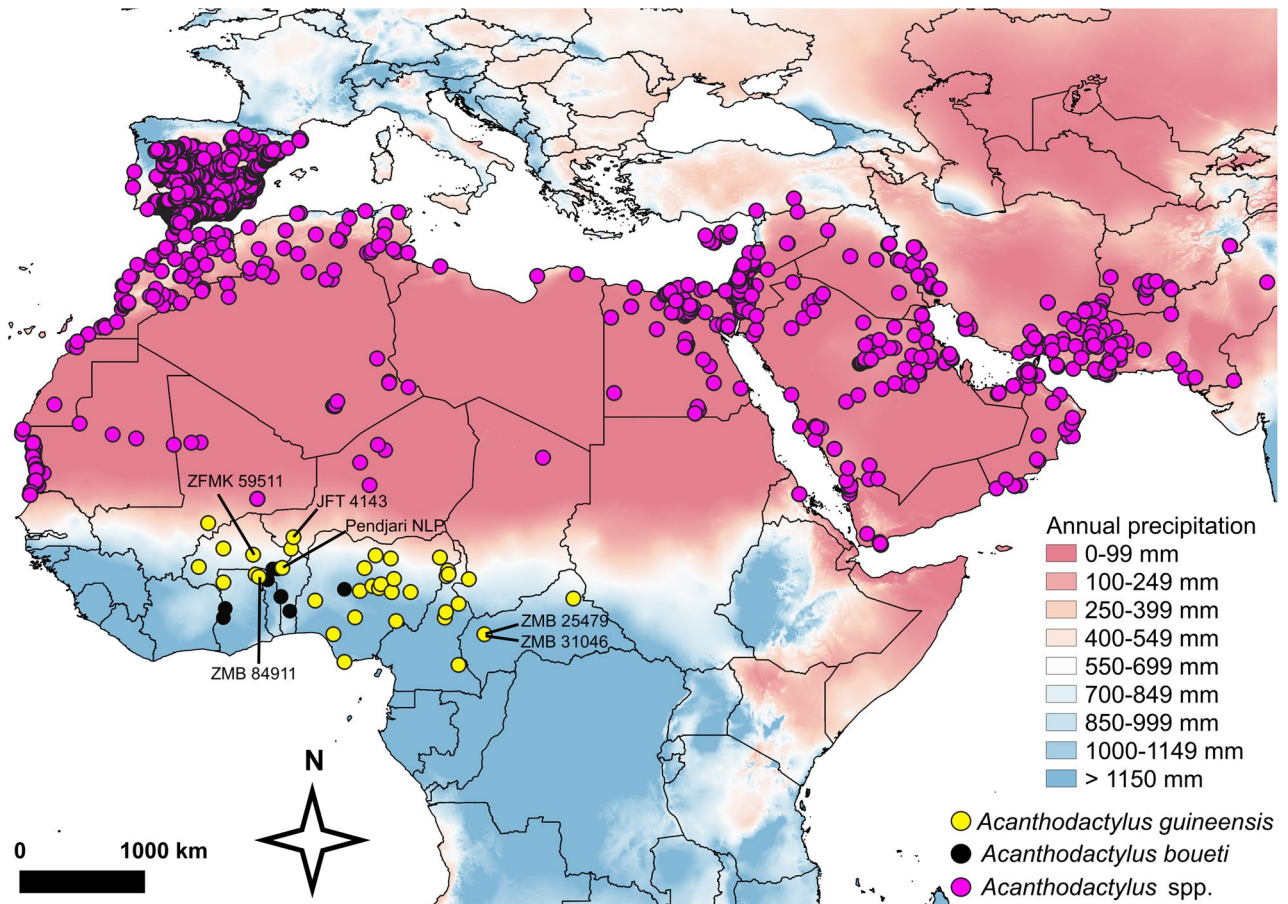 ZFMK 59511
JFT 4143
Pendjari NLP
ZMB 25479
ZMB 31046
ZMB 84911
Annual precipitation
0-99 mm
100-249 mm
250-399 mm
400-549 mm
550-699 mm
700-849 mm
850-999 mm
1000-1149 mm
> 1150 mm
N
0 1000 km
Acanthodactylus guineensis
Acanthodactylus boueti
Acanthodactylus spp.